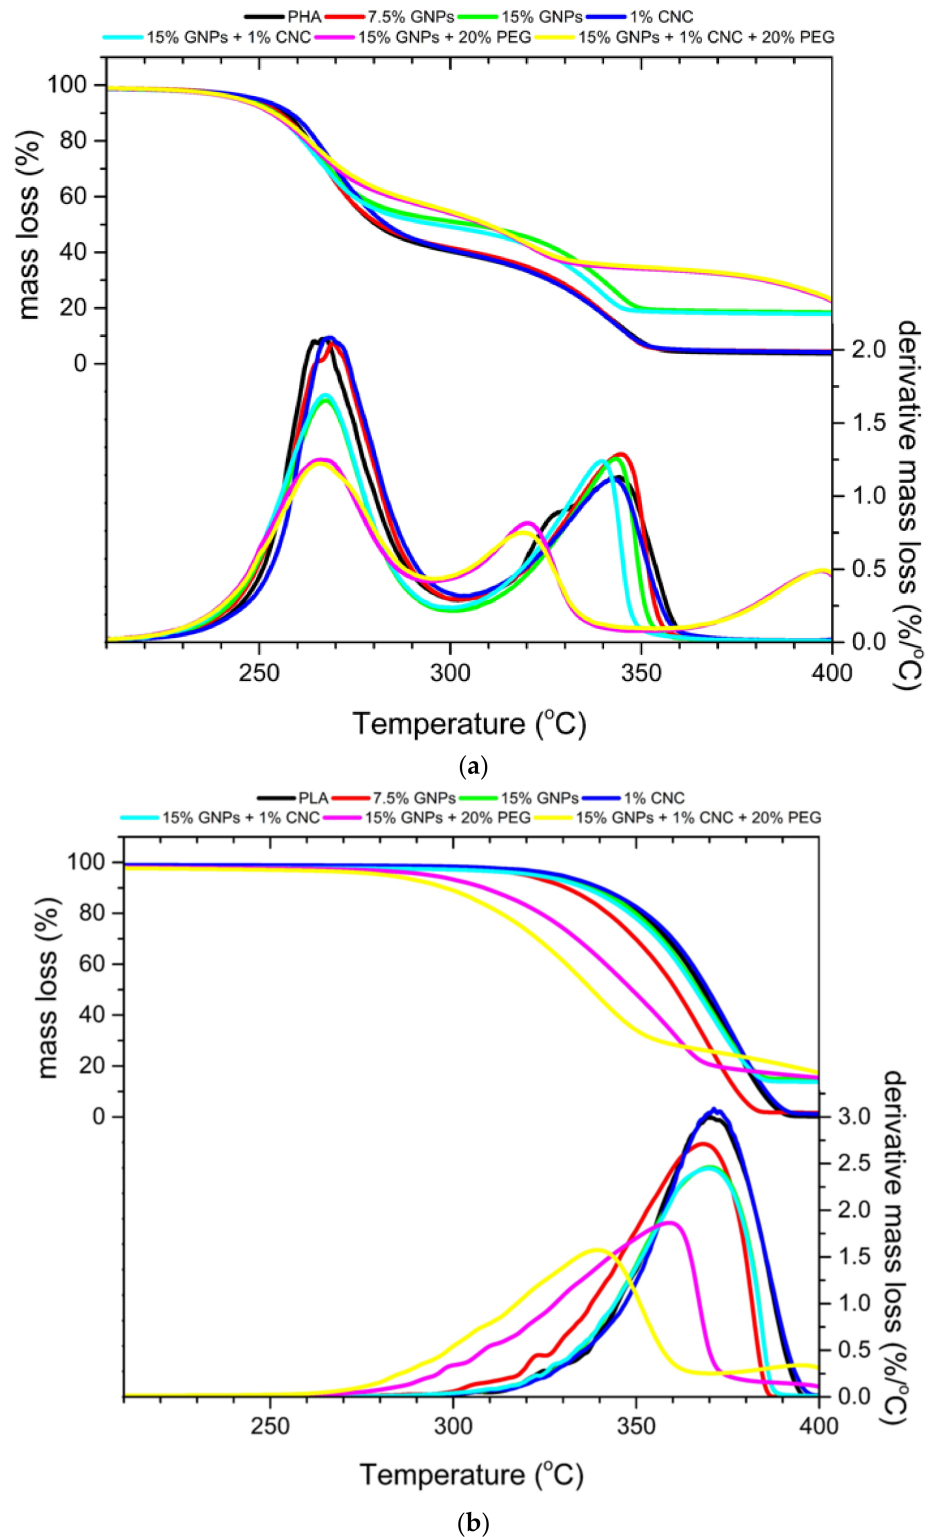 PHA 7.5% GNPs 15% GNPs 1% CNC
15% GNPs + 1% CNC 15% GNPs + 20% PEG 15% GNPs + 1% CNC + 20% PEG
100
80
60
40
20
0
mass loss (%)
2.0
1.5
1.0
0.5
0.0
derivative mass loss (%/°C)
250 300 350 400
Temperature (°C)
(a)
PLA 7.5% GNPs 15% GNPs 1% CNC
15% GNPs + 1% CNC 15% GNPs + 20% PEG 15% GNPs + 1% CNC + 20% PEG
100
80
60
40
20
0
mass loss (%)
3.0
2.5
2.0
1.5
1.0
0.5
0.0
derivative mass loss (%/°C)
250 300 350 400
Temperature (°C)
(b)